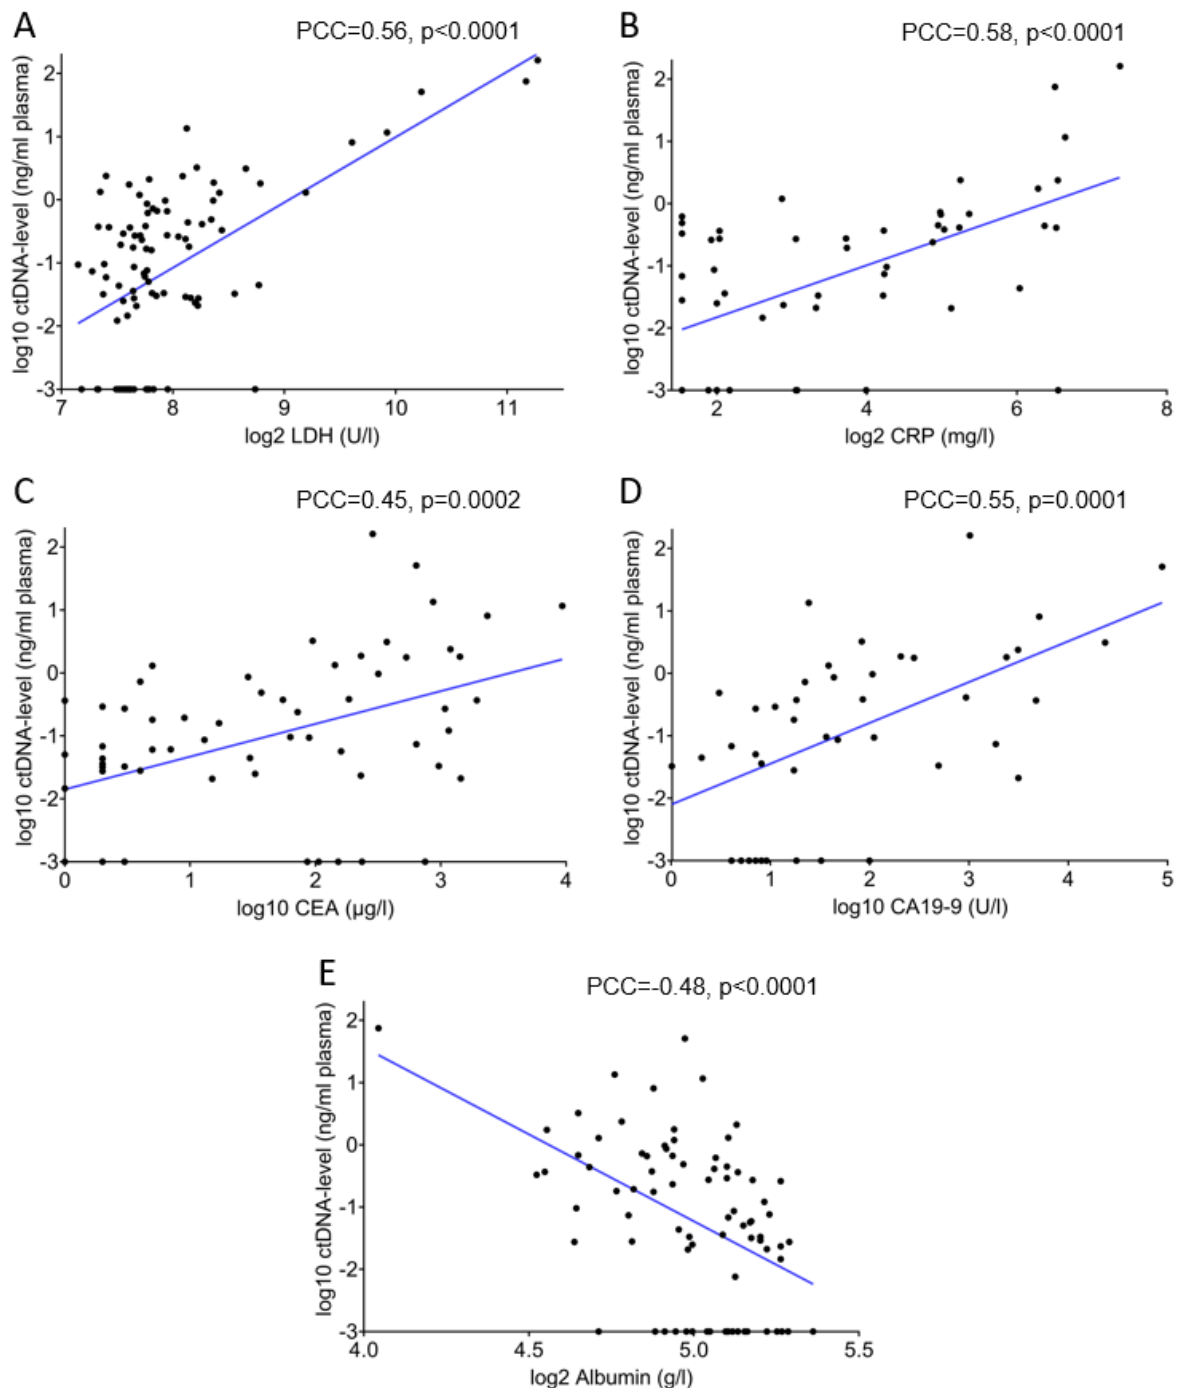 A
PCC=0.56, p<0.0001
log10 ctDNA-level (ng/ml plasma)
2
1
0
-1
-2
-3
7 8 9 10 11
log2 LDH (U/l)
B
PCC=0.58, p<0.0001
log10 ctDNA-level (ng/ml plasma)
2
1
0
-1
-2
-3
2 4 6 8
log2 CRP (mg/l)
C
PCC=0.45, p=0.0002
log10 ctDNA-level (ng/ml plasma)
2
1
0
-1
-2
-3
0 1 2 3 4
log10 CEA (µg/l)
D
PCC=0.55, p=0.0001
log10 ctDNA-level (ng/ml plasma)
2
1
0
-1
-2
-3
0 1 2 3 4 5
log10 CA19-9 (U/l)
E
PCC=-0.48, p<0.0001
log10 ctDNA-level (ng/ml plasma)
2
1
0
-1
-2
-3
4.0 4.5 5.0 5.5
log2 Albumin (g/l)